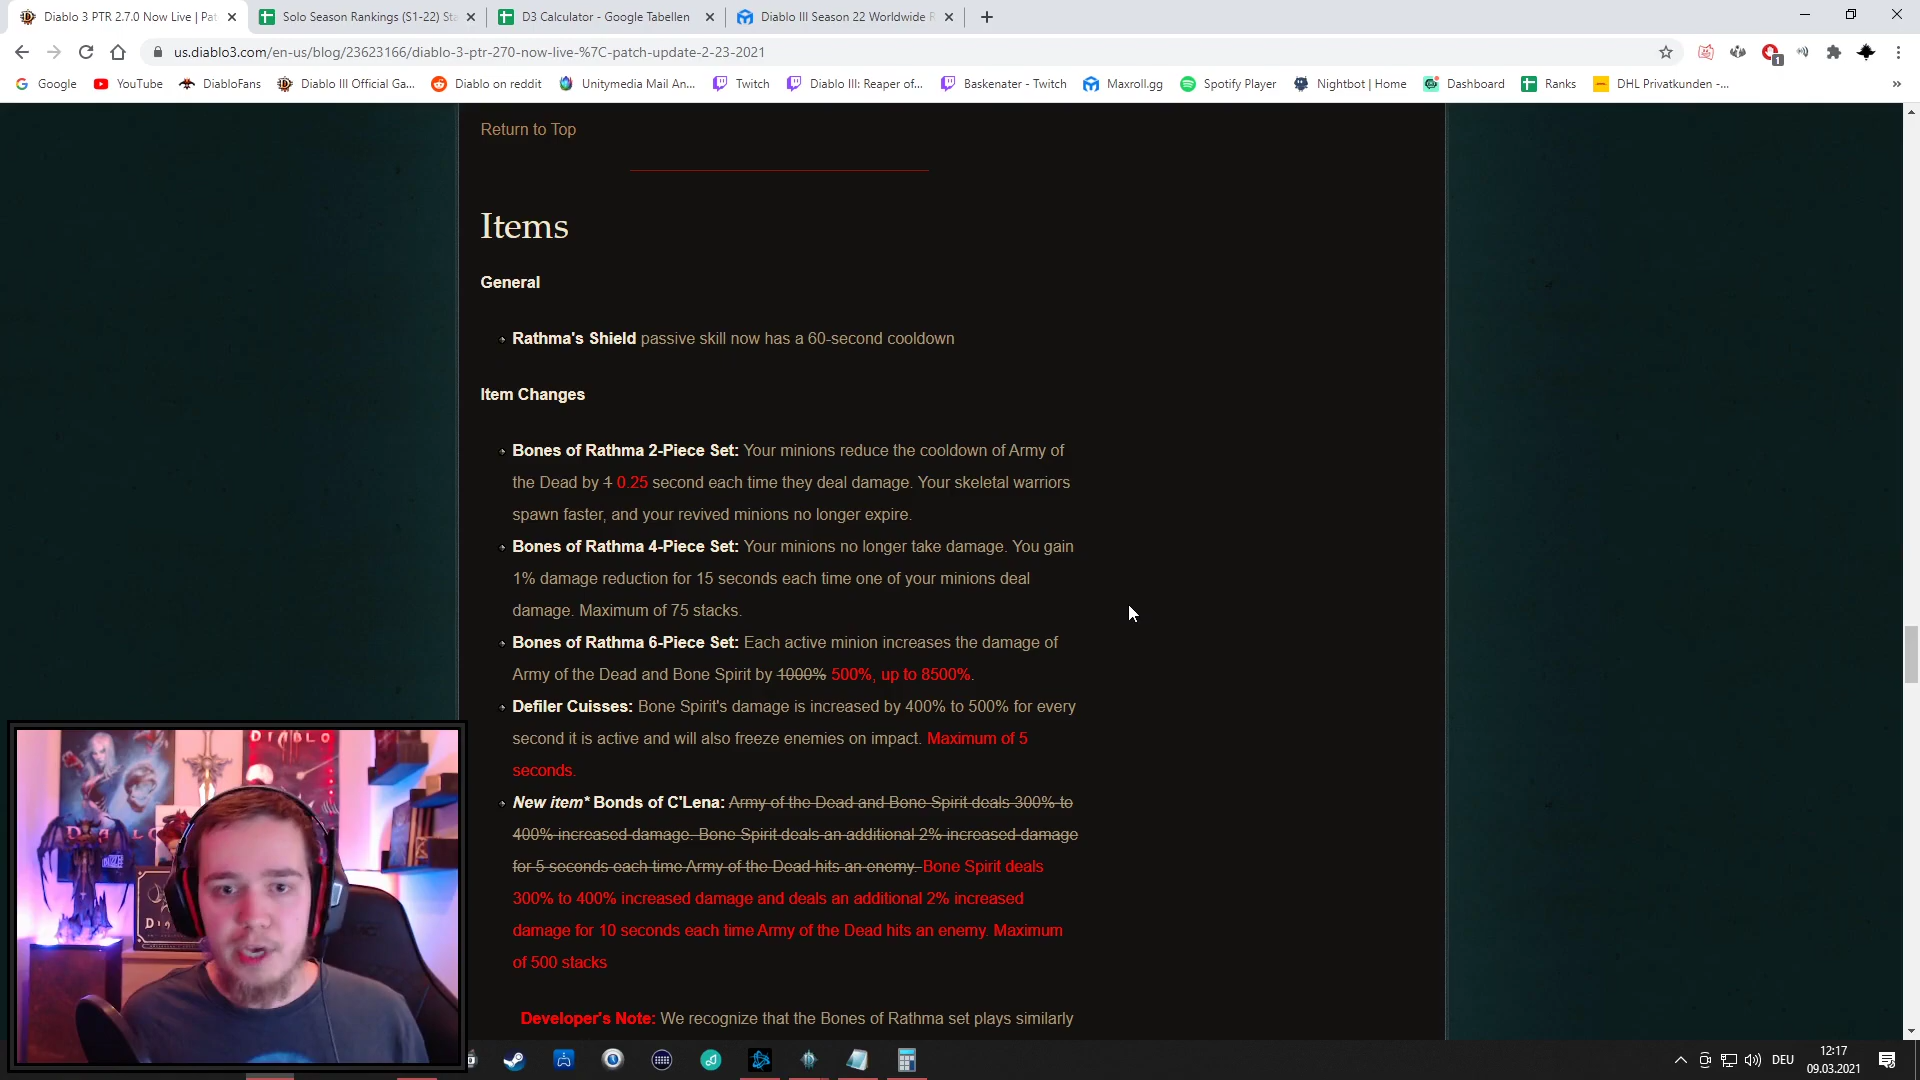 Diablo 3 PTR 2.7.0 Now Live | Pat
Solo Season Rankings (S1-22) Sta
D3 Calculator - Google Tabellen
Diablo III Season 22 Worldwide R
us.diablo3.com/en-us/blog/23623166/diablo-3-ptr-270-now-live-%7C-patch-update-2-23-2021
1
Google
YouTube
DiabloFans
Diablo III Official Ga...
Diablo on reddit
Unitymedia Mail An...
Twitch
Diablo III: Reaper of...
Baskenater - Twitch
Maxroll.gg
Spotify Player
Nightbot | Home
Dashboard
Ranks
DHL Privatkunden -...
Return to Top
Items
General
Rathma's Shield passive skill now has a 60-second cooldown
Item Changes
Bones of Rathma 2-Piece Set: Your minions reduce the cooldown of Army of
the Dead by 1 0.25 second each time they deal damage. Your skeletal warriors
spawn faster, and your revived minions no longer expire.
Bones of Rathma 4-Piece Set: Your minions no longer take damage. You gain
1% damage reduction for 15 seconds each time one of your minions deal
damage. Maximum of 75 stacks.
Bones of Rathma 6-Piece Set: Each active minion increases the damage of
Army of the Dead and Bone Spirit by 1000% 500%, up to 8500%.
Defiler Cuisses: Bone Spirit's damage is increased by 400% to 500% for every
second it is active and will also freeze enemies on impact. Maximum of 5
seconds.
New item* Bonds of C'Lena: Army of the Dead and Bone Spirit deals 300% to
400% increased damage. Bone Spirit deals an additional 2% increased damage
for 5 seconds each time Army of the Dead hits an enemy. Bone Spirit deals
300% to 400% increased damage and deals an additional 2% increased
damage for 10 seconds each time Army of the Dead hits an enemy. Maximum
of 500 stacks
Developer's Note: We recognize that the Bones of Rathma set plays similarly
DIABLO
DEU
12:17
09.03.2021